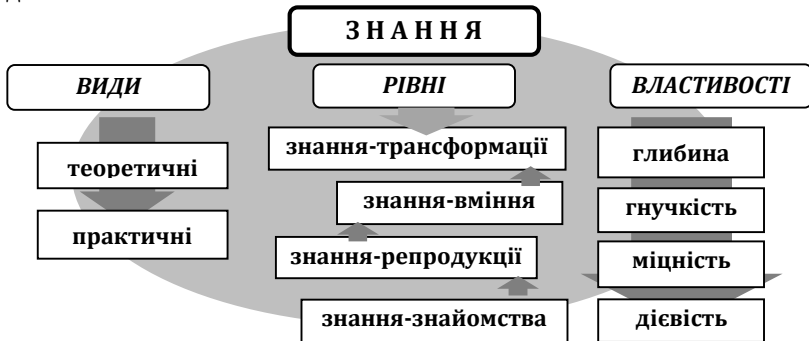 З Н А Н Н Я
ВИДИ
теоретичні
практичні
РІВНІ
знання-трансформації
знання-вміння
знання-репродукції
знання-знайомства
ВЛАСТИВОСТІ
глибина
гнучкість
міцність
дієвість